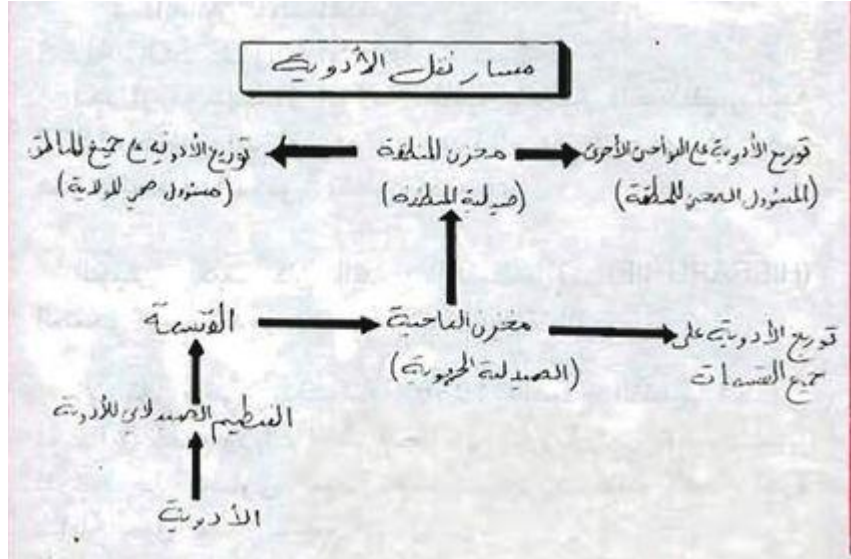 مسار نقل الأدوية
توزيع الأدوية على النواحي الأخرى
(المسؤول الصحي للمنطقة)
مخزن المنطقة
(صيدلية المنطقة)
توزيع الأدوية على جميع المناطق
(مسؤول صحي للولاية)
توزيع الأدوية على
جميع القسمات
مخزن الناحية
(الصيدلية الجهوية)
القسمة
التنظيم الصيدلاني للأدوية
الأدوية